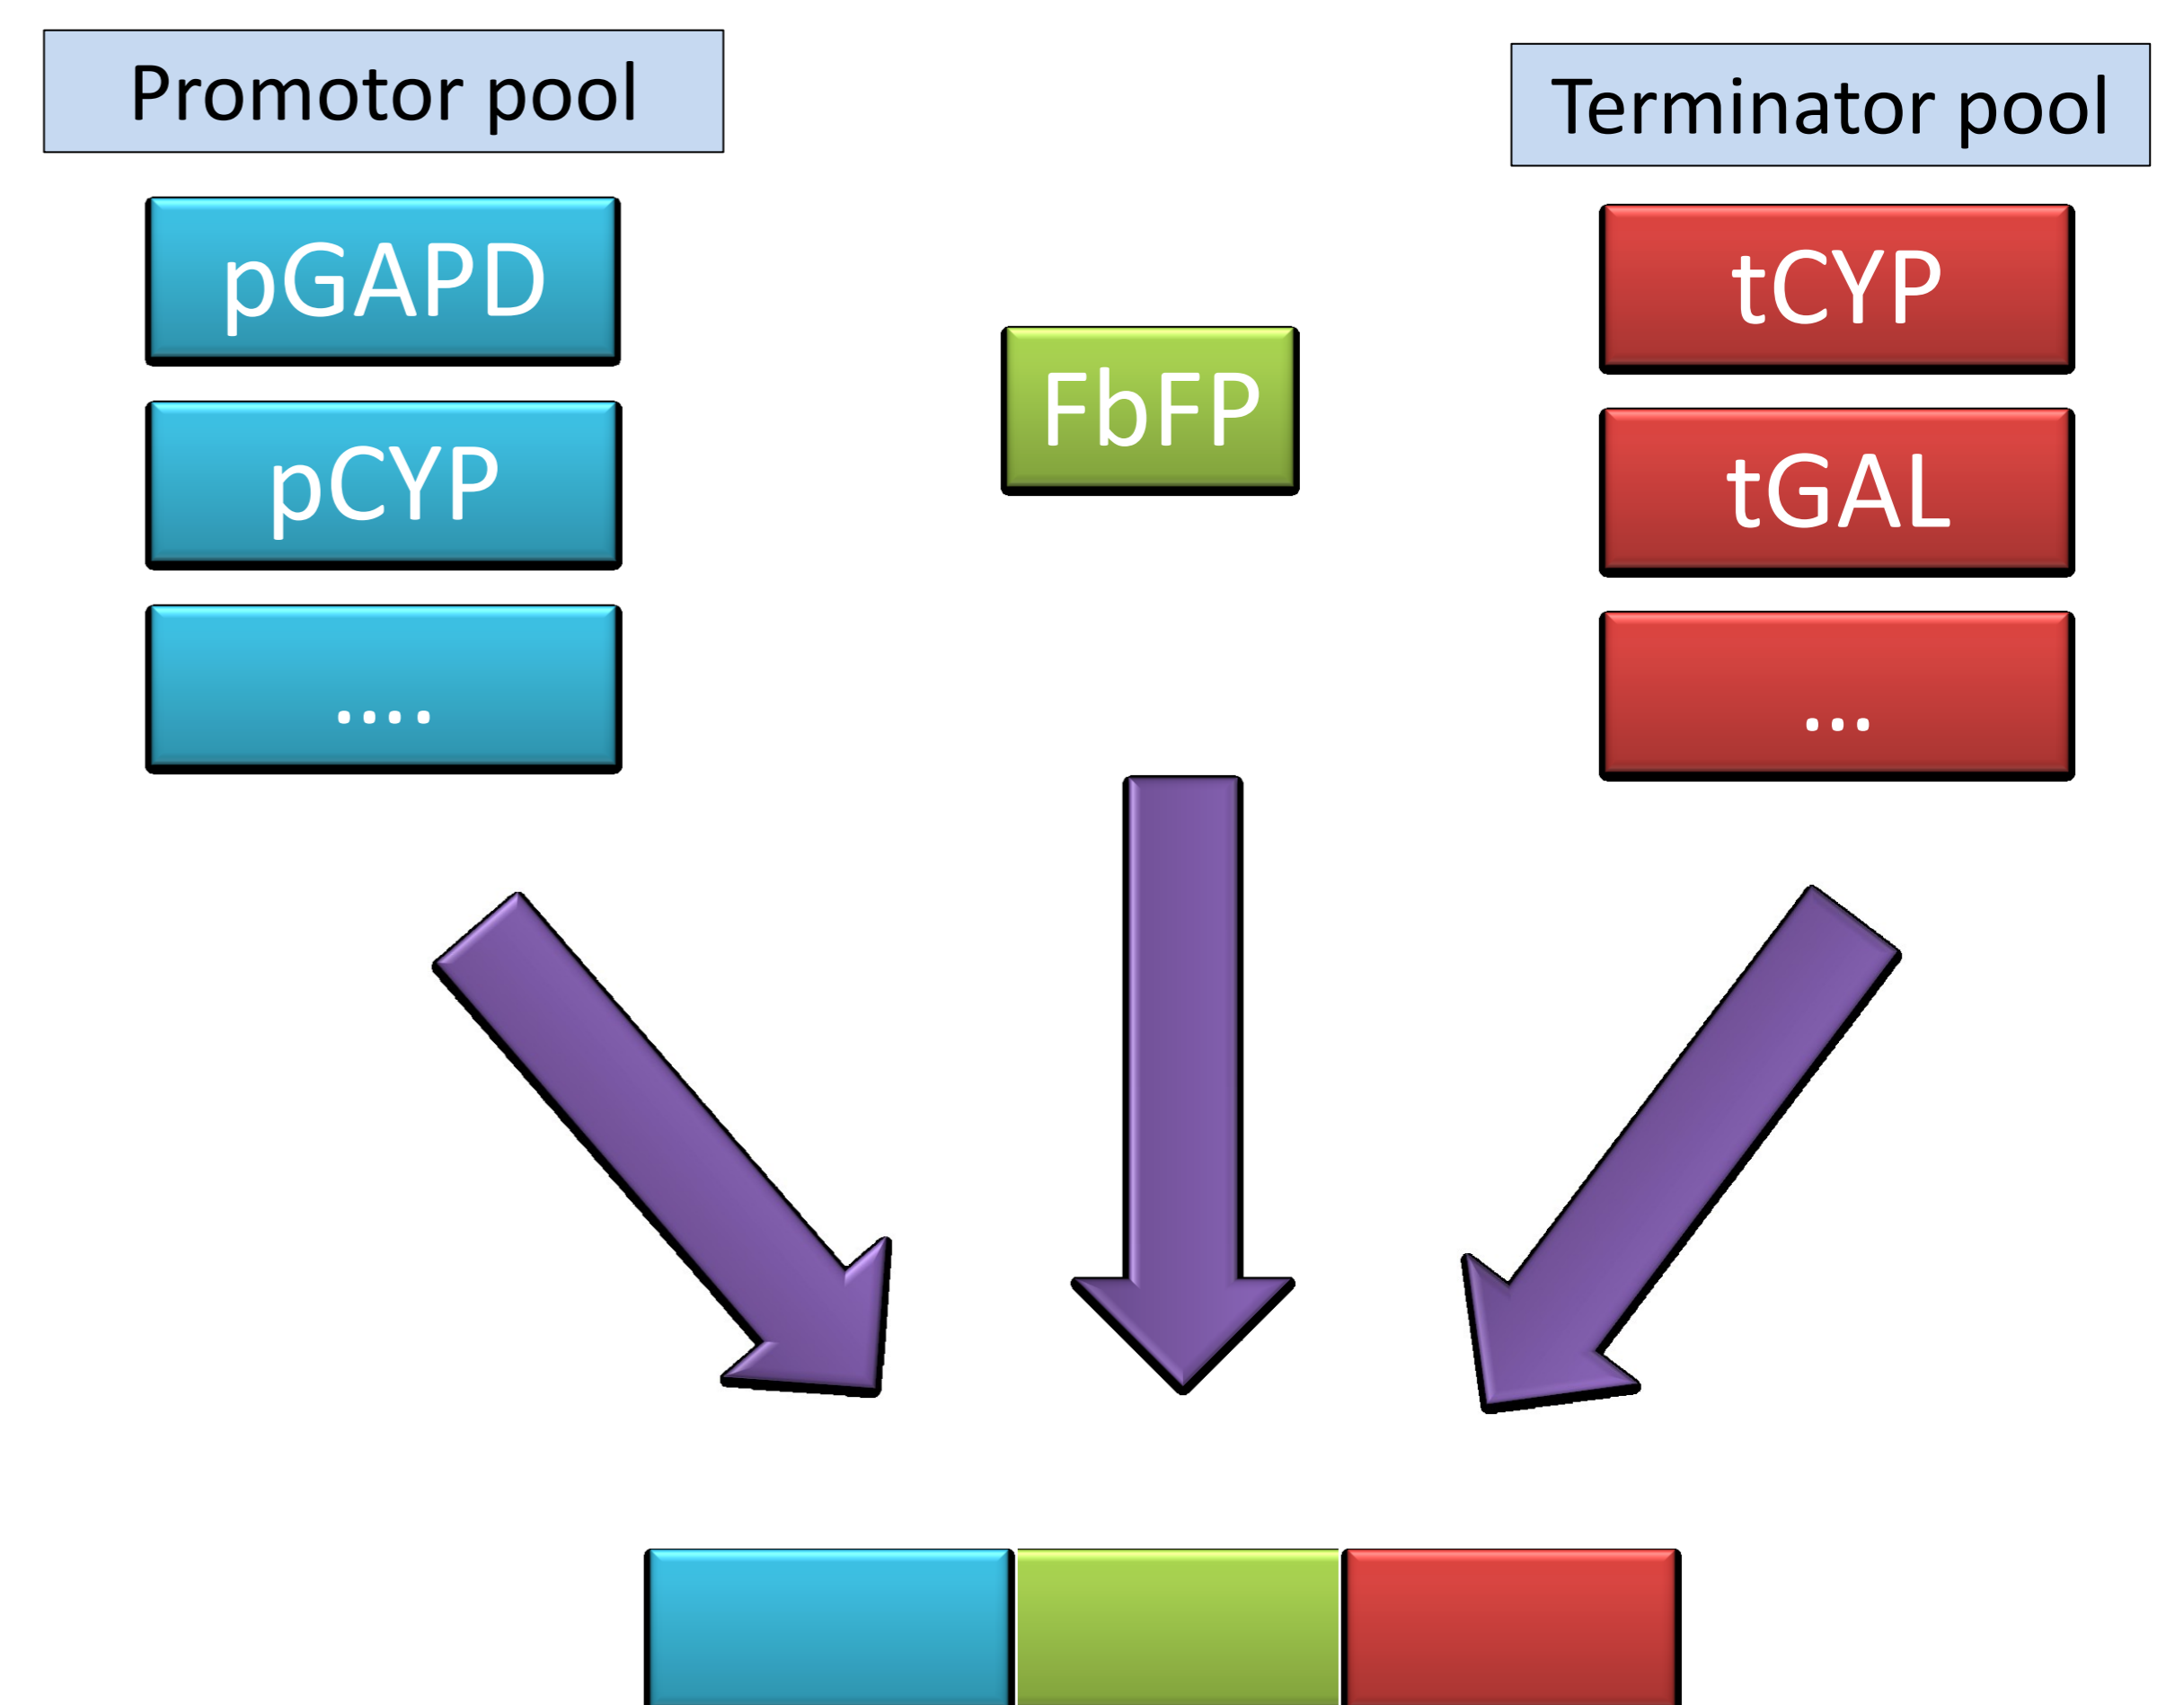 Promotor pool
pGAPD
pCYP
....
FbFP
Terminator pool
tCYP
tGAL
...